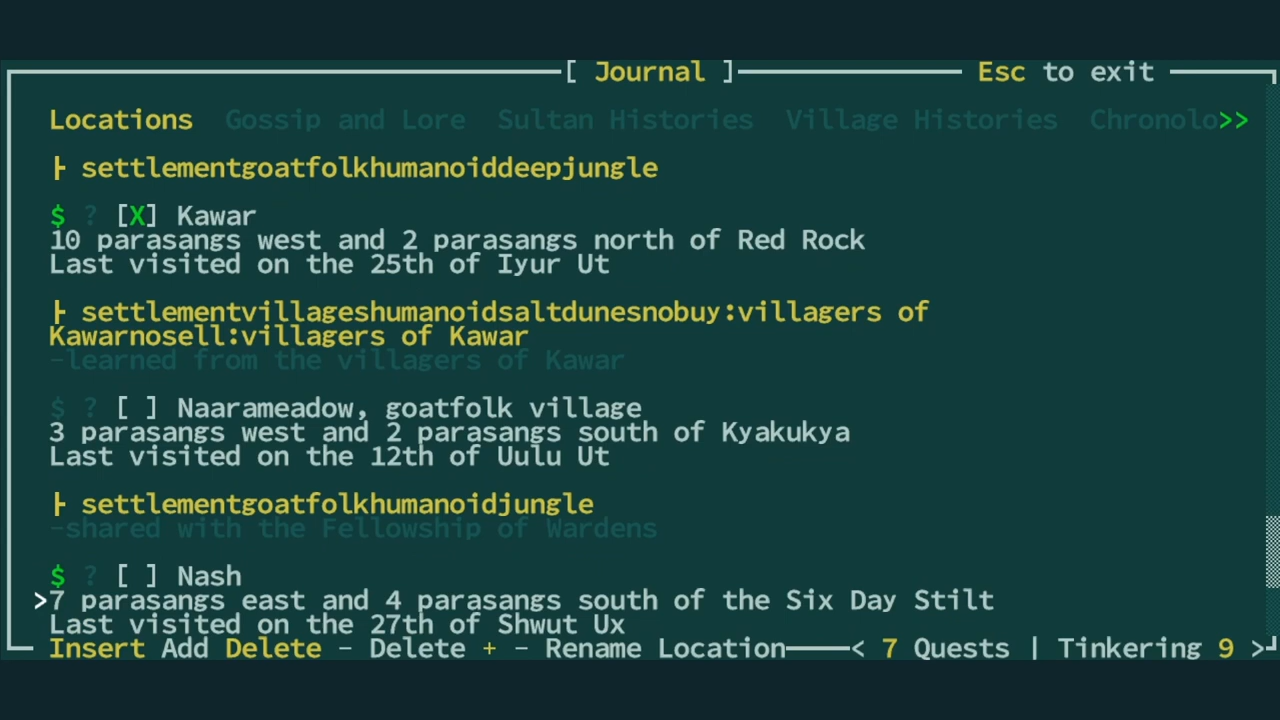 [ Journal ] Esc to exit
Locations Gossip and Lore Sultan Histories Village Histories Chronolo>>
├ settlementgoatfolkhumanoiddeepjungle
$ ? [X] Kawar
10 parasangs west and 2 parasangs north of Red Rock
Last visited on the 25th of Iyur Ut
├ settlementvillageshumanoidsaltdunesnobuy:villagers of
Kawarnosell:villagers of Kawar
-learned from the villagers of Kawar
$ ? [ ] Naarameadow, goatfolk village
3 parasangs west and 2 parasangs south of Kyakukya
Last visited on the 12th of Uulu Ut
├ settlementgoatfolkhumanoidjungle
-shared with the Fellowship of Wardens
$ ? [ ] Nash
>7 parasangs east and 4 parasangs south of the Six Day Stilt
Last visited on the 27th of Shwut Ux
Insert Add Delete - Delete + - Rename Location < 7 Quests | Tinkering 9 >